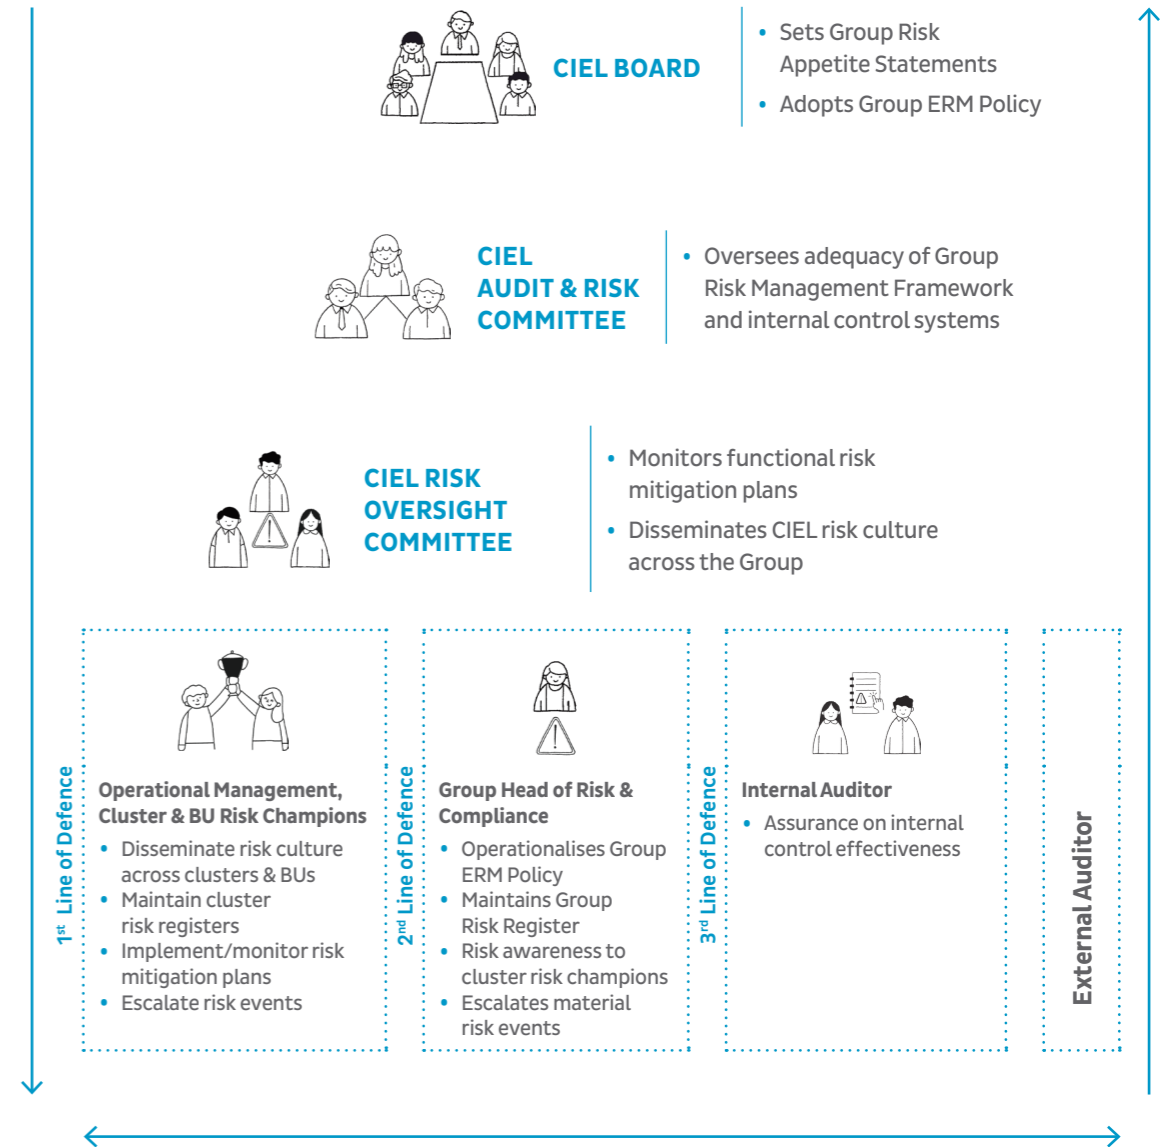 CIEL BOARD
• Sets Group Risk
Appetite Statements
• Adopts Group ERM Policy
CIEL
AUDIT & RISK
COMMITTEE
• Oversees adequacy of Group
Risk Management Framework
and internal control systems
CIEL RISK
OVERSIGHT
COMMITTEE
• Monitors functional risk
mitigation plans
• Disseminates CIEL risk culture
across the Group
1st Line of Defence
Operational Management,
Cluster & BU Risk Champions
• Disseminate risk culture
across clusters & BUs
• Maintain cluster
risk registers
• Implement/monitor risk
mitigation plans
• Escalate risk events
2nd Line of Defence
Group Head of Risk &
Compliance
• Operationalises Group
ERM Policy
• Maintains Group
Risk Register
• Risk awareness to
cluster risk champions
• Escalates material
risk events
3rd Line of Defence
Internal Auditor
• Assurance on internal
control effectiveness
External Auditor